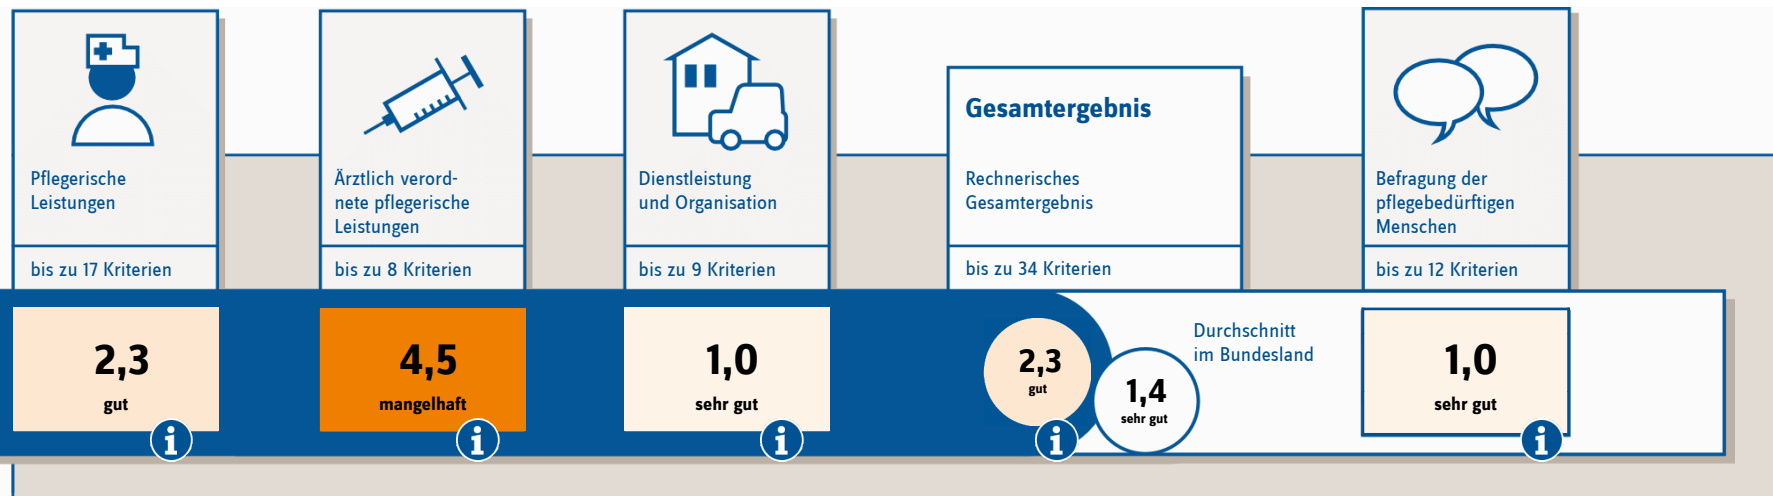 Pflegerische
Leistungen
bis zu 17 Kriterien
2,3
gut
i
Ärztlich verord-
nete pflegerische
Leistungen
bis zu 8 Kriterien
4,5
mangelhaft
i
Dienstleistung
und Organisation
bis zu 9 Kriterien
1,0
sehr gut
i
Gesamtergebnis
Rechnerisches
Gesamtergebnis
bis zu 34 Kriterien
2,3
gut
i
1,4
sehr gut
Durchschnitt
im Bundesland
Befragung der
pflegebedürftigen
Menschen
bis zu 12 Kriterien
1,0
sehr gut
i